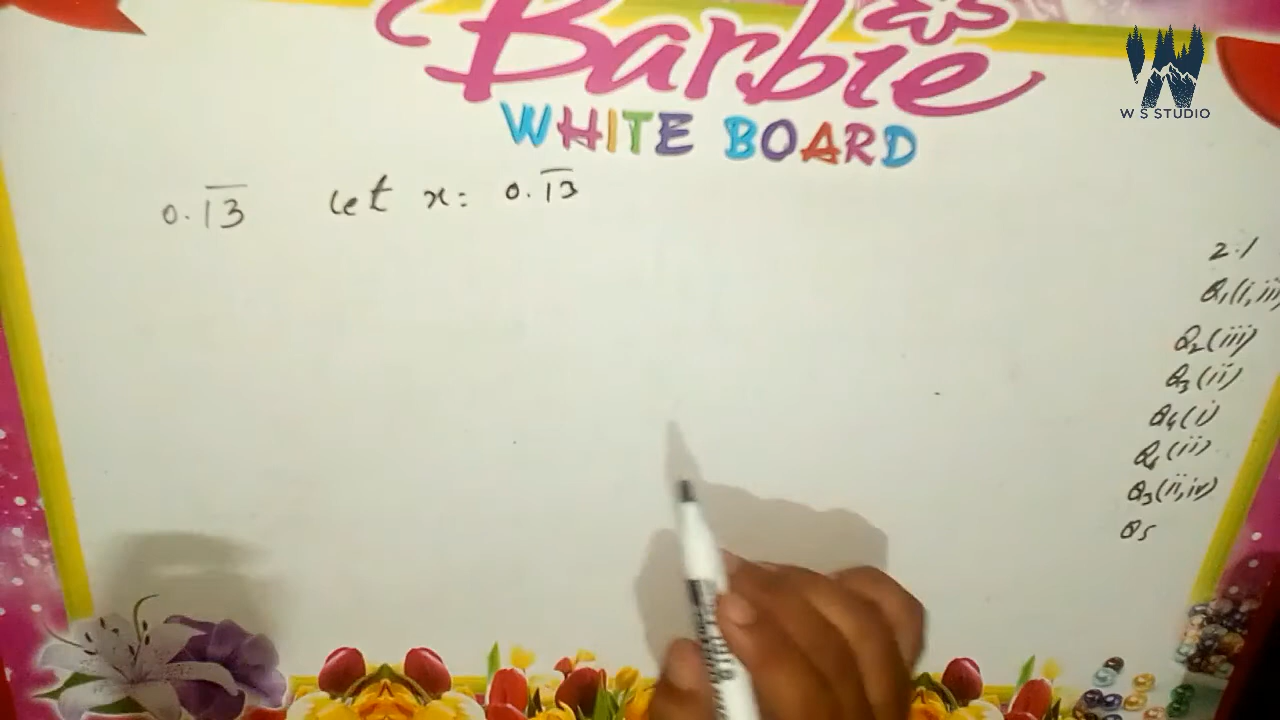 Barbie
WHITE BOARD
W S STUDIO
0.1̅3̅ let x = 0.1̅3̅
2.1
Q1(i,iii)
Q2(iii)
Q3(ii)
Q4(i)
Q1(ii)
Q3(ii,iv)
Q5